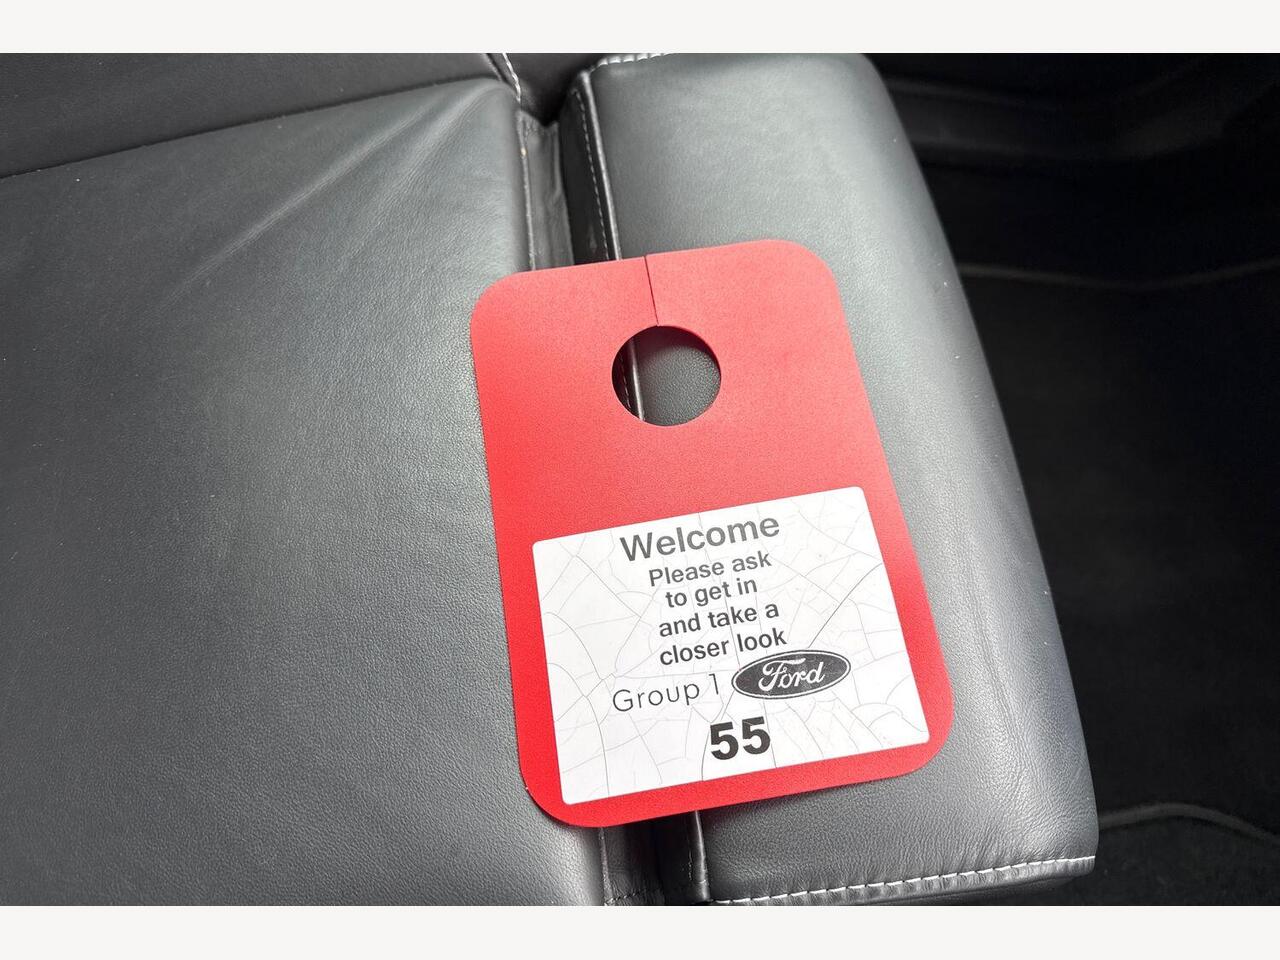 Welcome
Please ask
to get in
and take a
closer look
Group 1 Ford
55